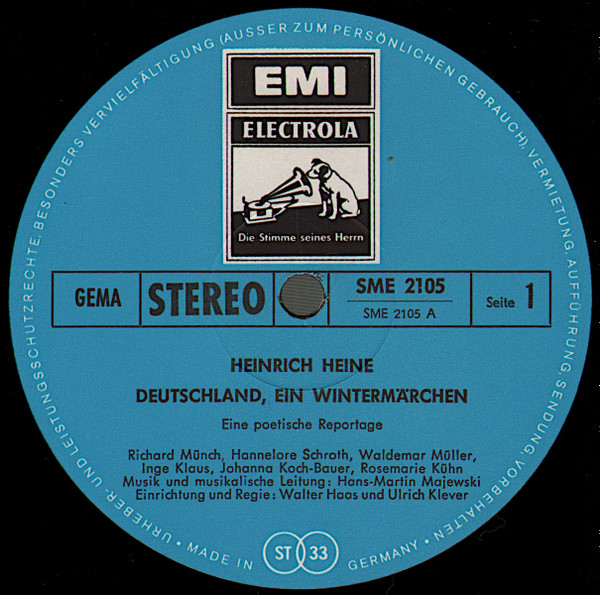 EMI
ELECTROLA
Die Stimme seines Herrn
GEMA
STEREO
SME 2105
SME 2105 A
Seite 1
HEINRICH HEINE
DEUTSCHLAND, EIN WINTERMÄRCHEN
Eine poetische Reportage
Richard Münch, Hannelore Schroth, Waldemar Müller,
Inge Klaus, Johanna Koch-Bauer, Rosemarie Kühn
Musik und musikalische Leitung: Hans-Martin Majewski
Einrichtung und Regie: Walter Haas und Ulrich Klever
ST 33
• URHEBER- UND LEISTUNGSSCHUTZRECHTE, BESONDERS VERVIELFÄLTIGUNG (AUSSER ZUM PERSÖNLICHEN GEBRAUCH), VERMIETUNG, AUFFÜHRUNG, SENDUNG, VORBEHALTEN •
• MADE IN GERMANY •